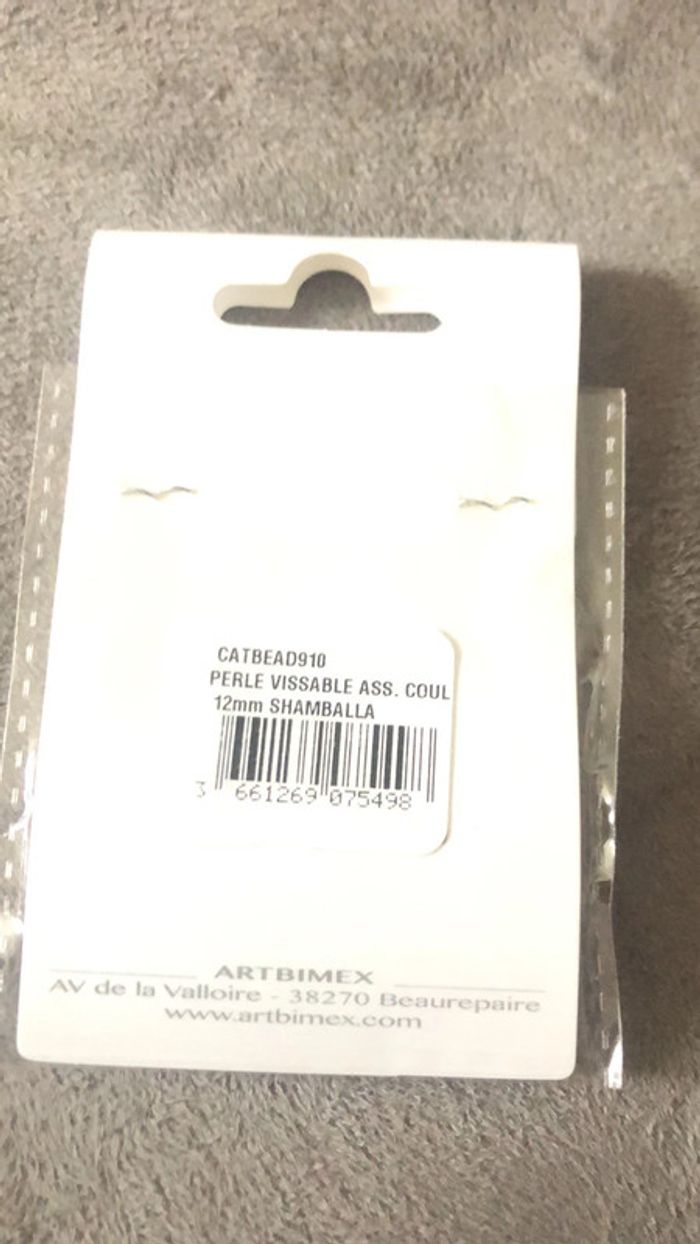 CATBEAD910
PERLE VISSABLE ASS. COUL
12mm SHAMBALLA
3 661269 075498
ARTBIMEX
AV de la Valloire - 38270 Beaurepaire
www.artbimex.com